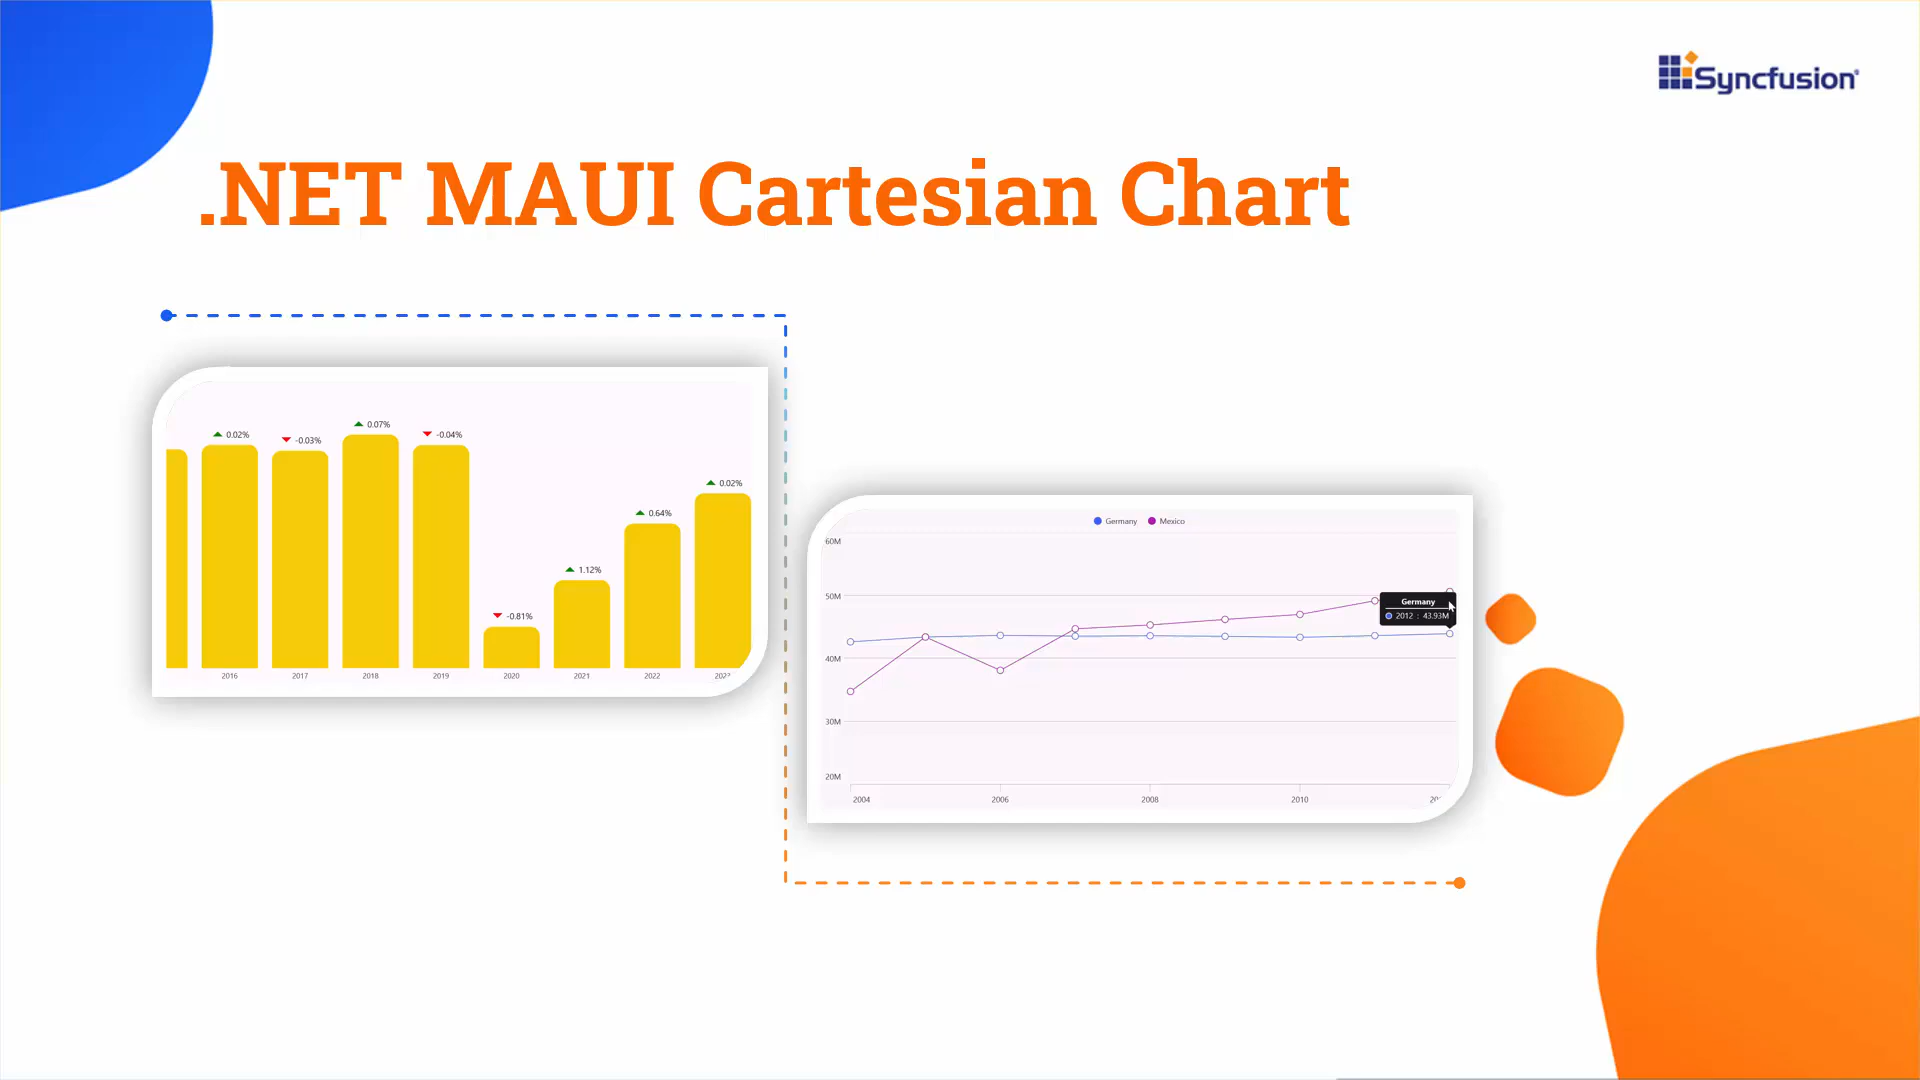 Syncfusion
.NET MAUI Cartesian Chart
0.02%
-0.03%
0.07%
-0.04%
-0.81%
1.12%
0.64%
0.02%
2016
2017
2018
2019
2020
2021
2022
Germany
Mexico
60M
50M
40M
30M
20M
Germany
2012 : 43.93M
2004
2006
2008
2010